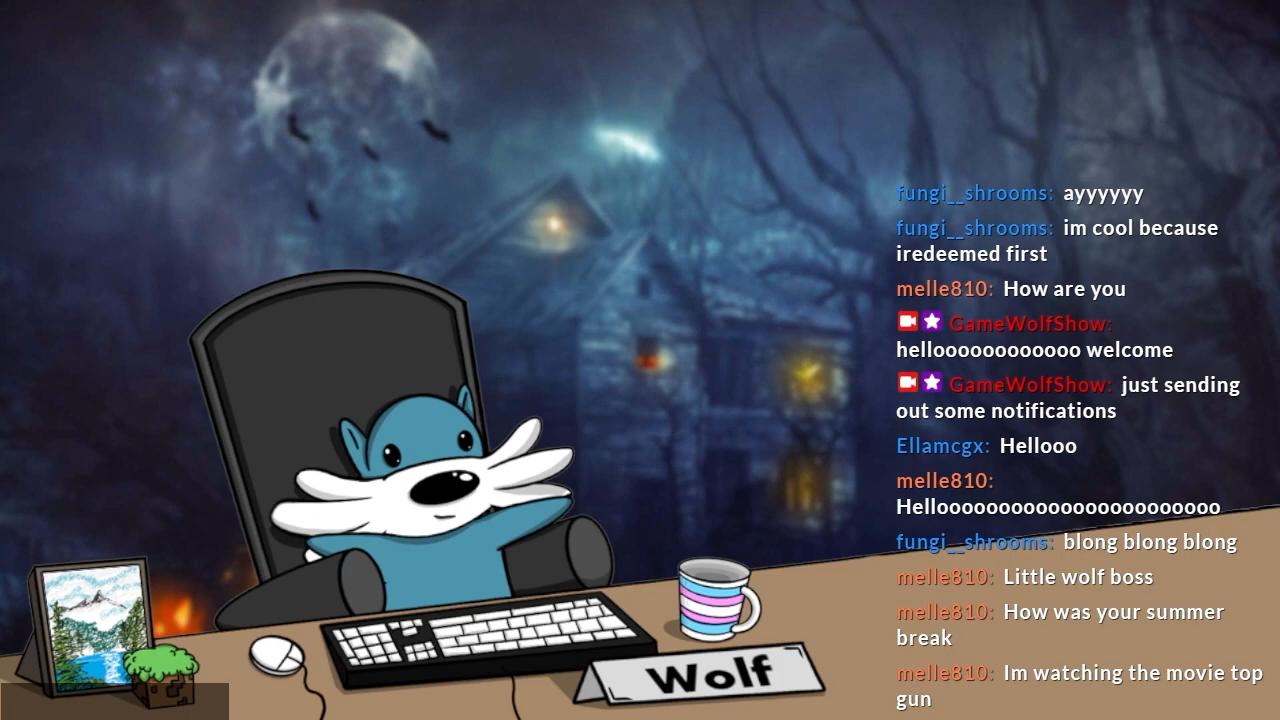 fungi__shrooms: ayyyyyy
fungi__shrooms: im cool because
iredeemed first
melle810: How are you
GameWolfShow:
helloooooooooooo welcome
GameWolfShow: just sending
out some notifications
Ellamcgx: Hellooo
melle810:
Helloooooooooooooooooooooooo
fungi__shrooms: blong blong blong
melle810: Little wolf boss
melle810: How was your summer
break
melle810: Im watching the movie top
gun
Wolf